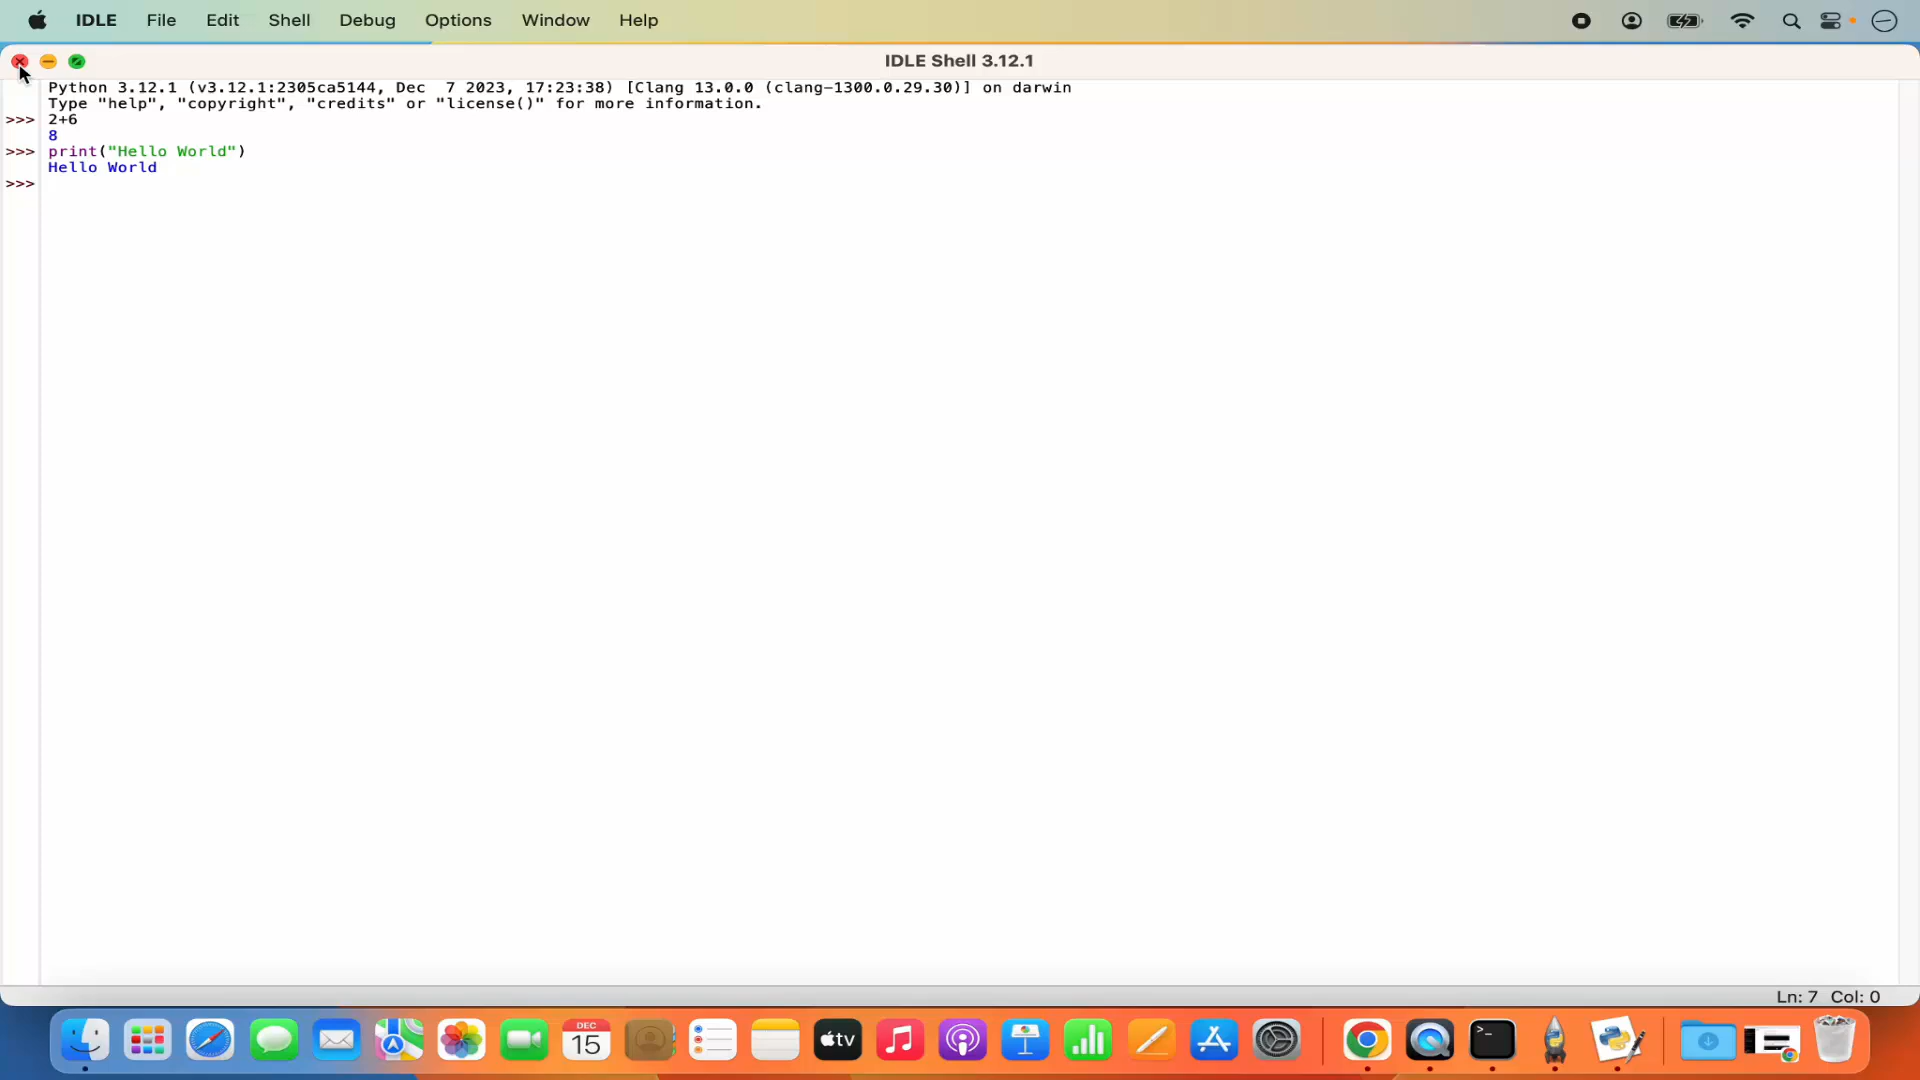 IDLE File Edit Shell Debug Options Window Help
IDLE Shell 3.12.1
Python 3.12.1 (v3.12.1:2305ca5144, Dec  7 2023, 17:23:38) [Clang 13.0.0 (clang-1300.0.29.30)] on darwin
Type "help", "copyright", "credits" or "license()" for more information.
>>> 2+6
8
>>> print("Hello World")
Hello World
>>>
Ln: 7 Col: 0
DEC
15
tv
>_